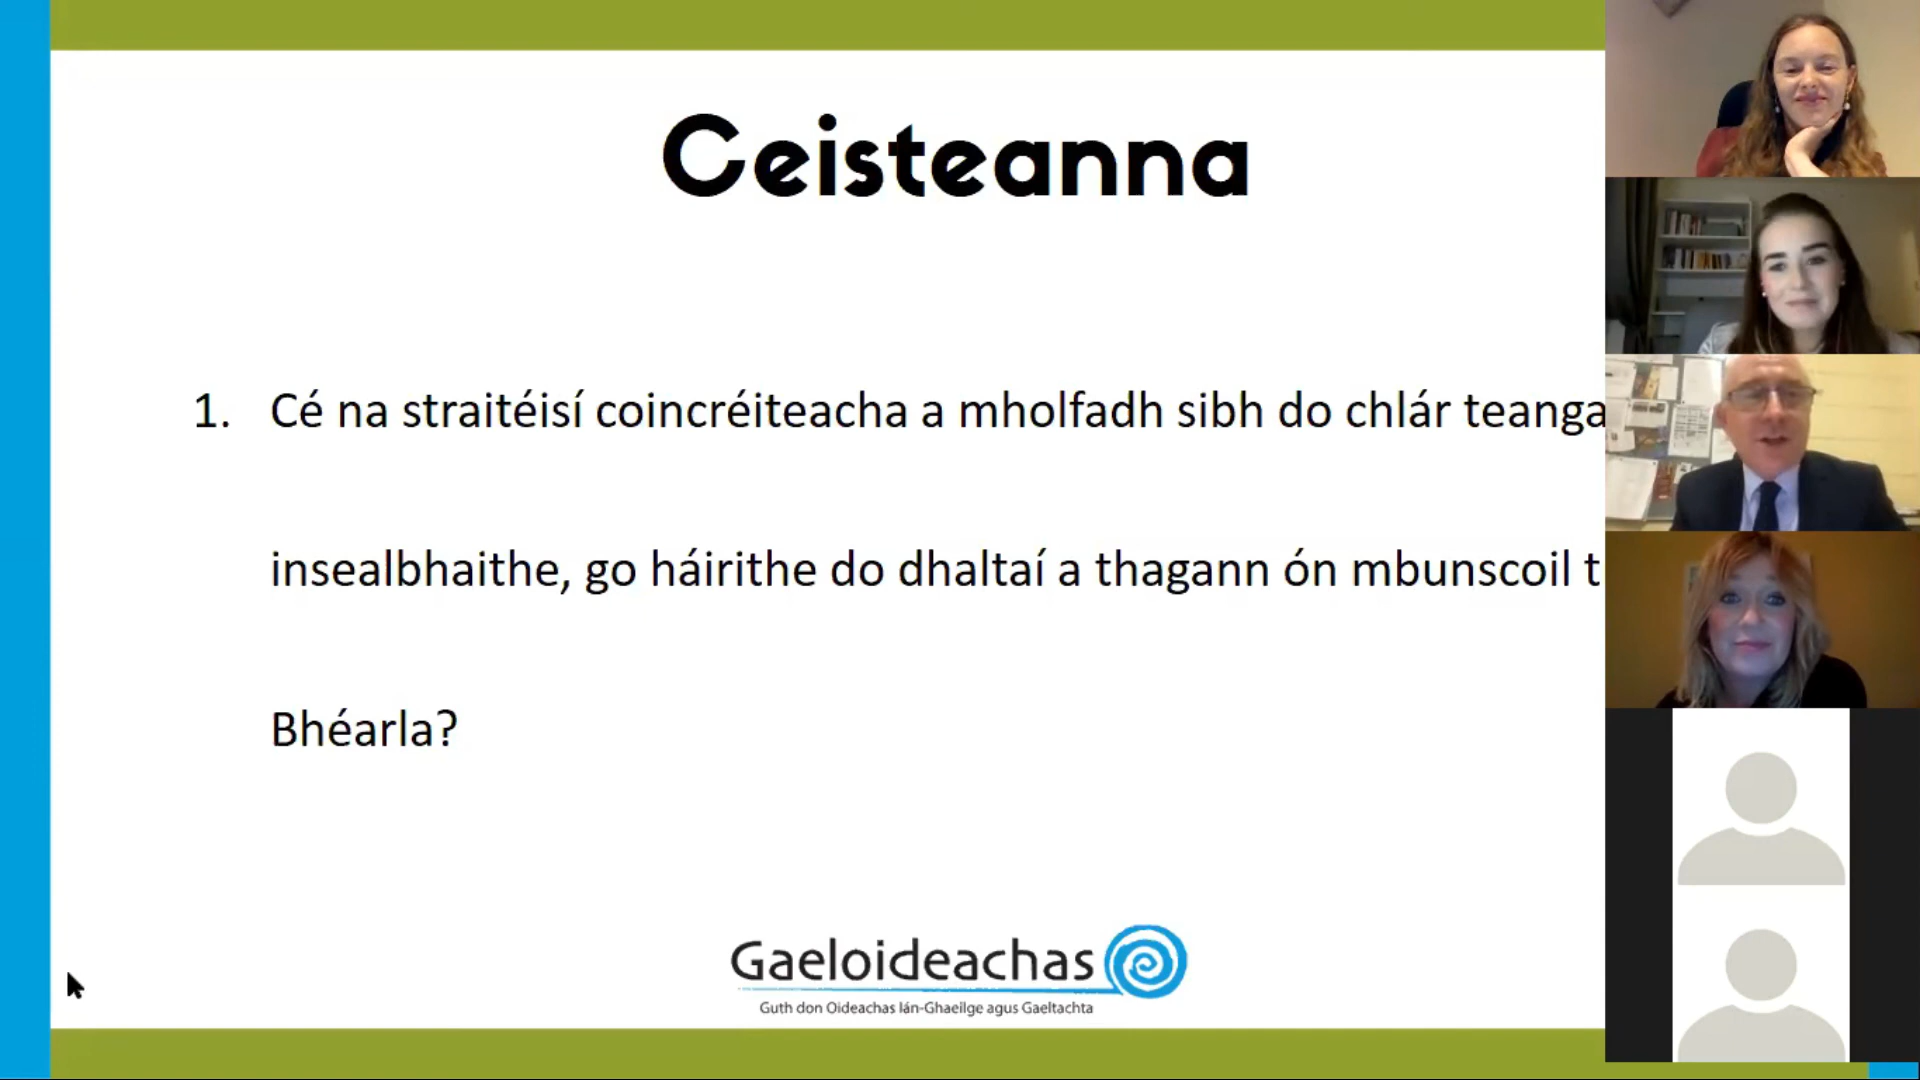 Ceisteanna
1. Cé na straitéisí coincréiteacha a mholfadh sibh do chlár teanga
insealbhaithe, go háirithe do dhaltaí a thagann ón mbunscoil t
Bhéarla?
Gaeloideachas
Guth don Oideachas lán-Ghaeilge agus Gaeltachta